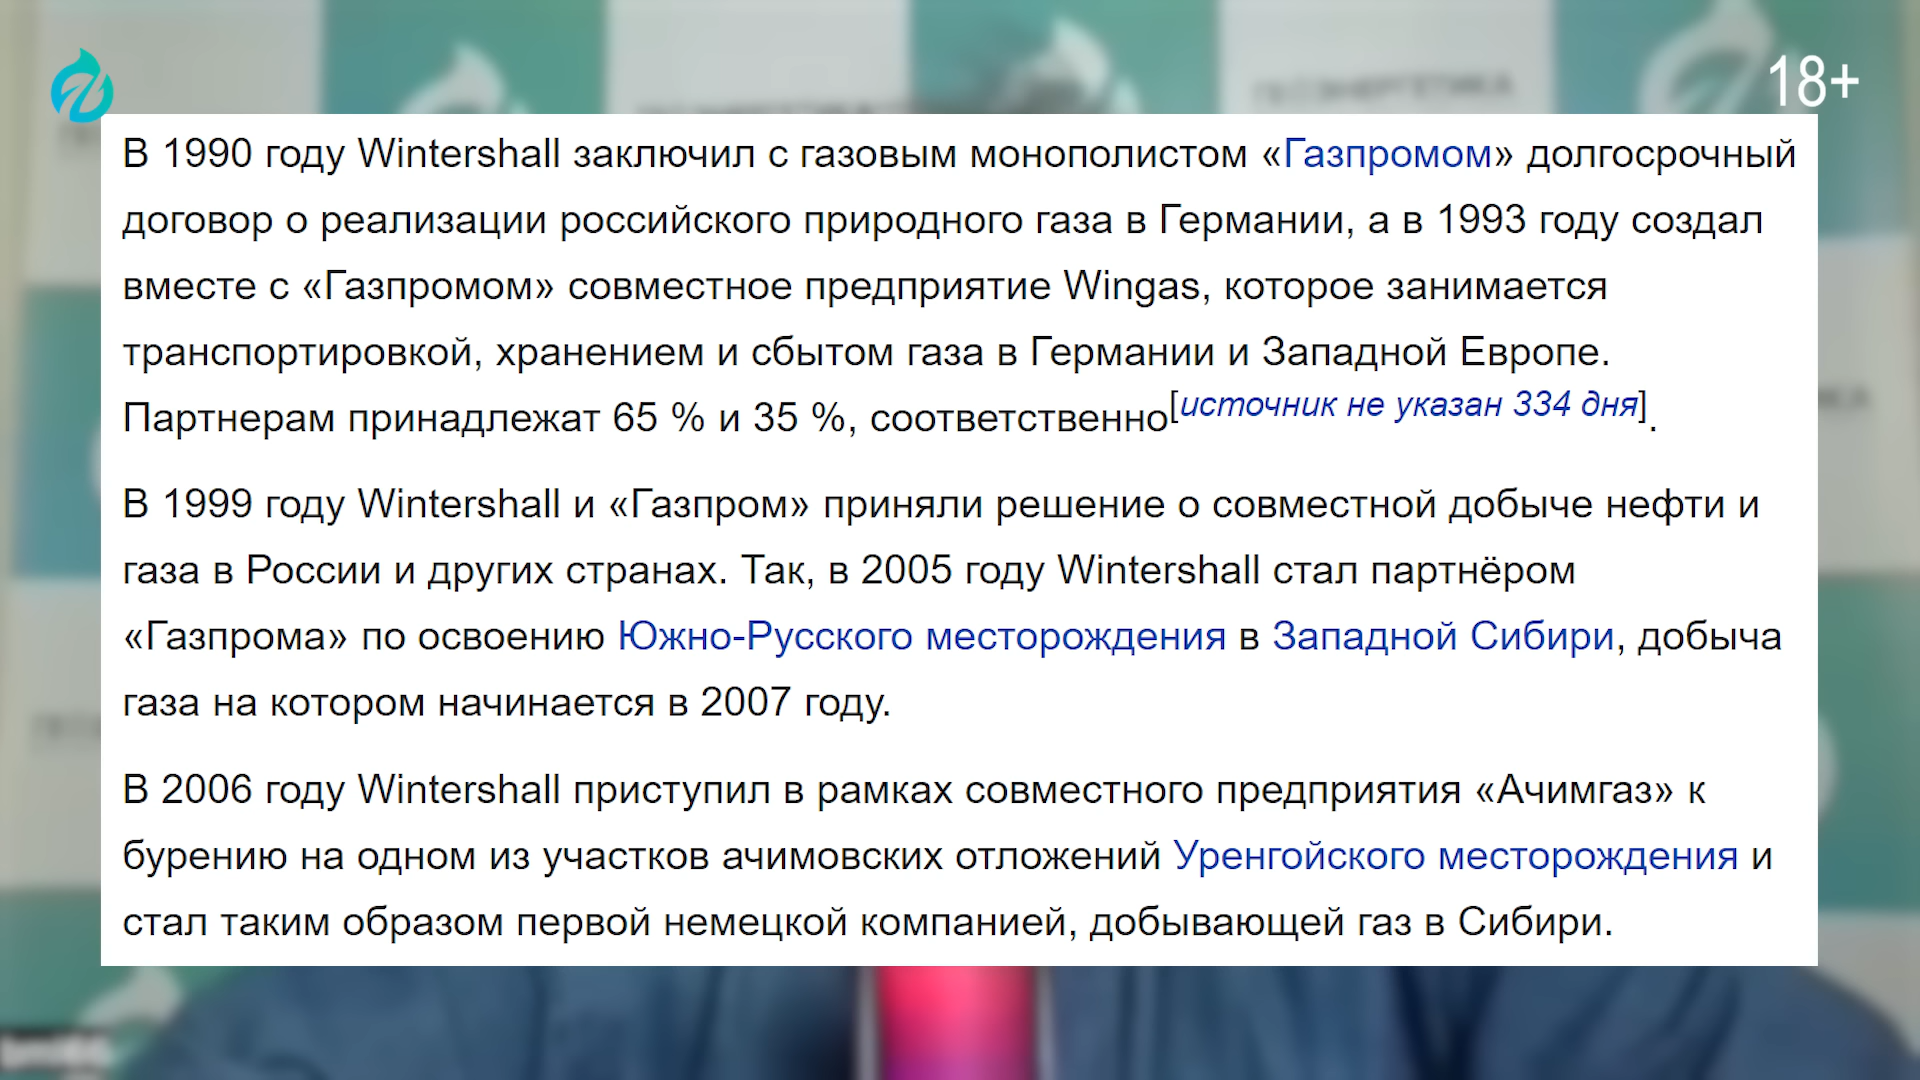 18+
ГЕОЭНЕРГЕТИКА
В 1990 году Wintershall заключил с газовым монополистом «Газпромом» долгосрочный
договор о реализации российского природного газа в Германии, а в 1993 году создал
вместе с «Газпромом» совместное предприятие Wingas, которое занимается
транспортировкой, хранением и сбытом газа в Германии и Западной Европе.
Партнерам принадлежат 65 % и 35 %, соответственно[источник не указан 334 дня].
В 1999 году Wintershall и «Газпром» приняли решение о совместной добыче нефти и
газа в России и других странах. Так, в 2005 году Wintershall стал партнёром
«Газпрома» по освоению Южно-Русского месторождения в Западной Сибири, добыча
газа на котором начинается в 2007 году.
В 2006 году Wintershall приступил в рамках совместного предприятия «Ачимгаз» к
бурению на одном из участков ачимовских отложений Уренгойского месторождения и
стал таким образом первой немецкой компанией, добывающей газ в Сибири.